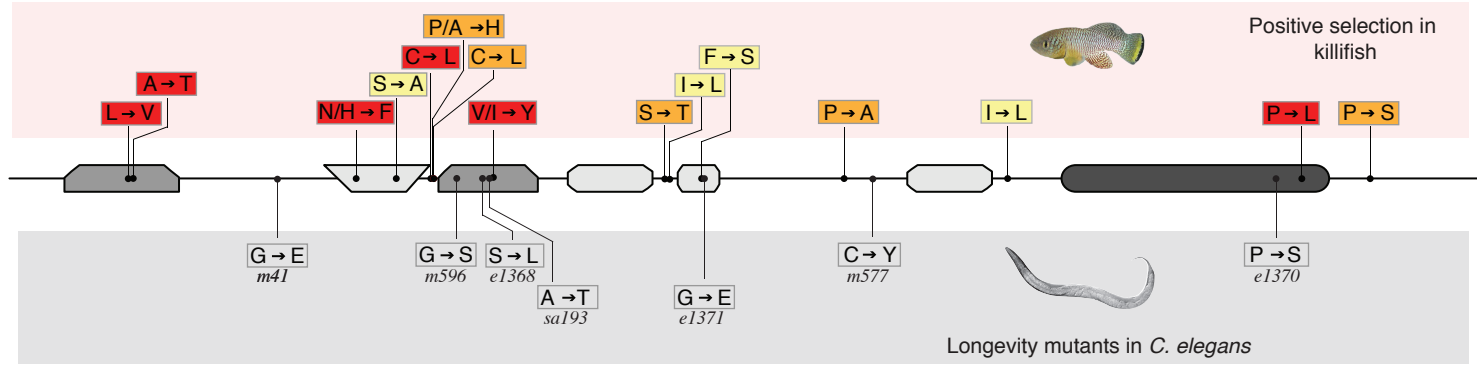 P/A → H
Positive selection in
killifish
C → L
C → L
F → S
A → T
S → A
I → L
L → V
N/H → F
V/I → Y
S → T
P → A
I → L
P → L
P → S
G → E
m41
G → S
m596
S → L
e1368
C → Y
m577
P → S
e1370
A → T
sa193
G → E
e1371
Longevity mutants in C. elegans